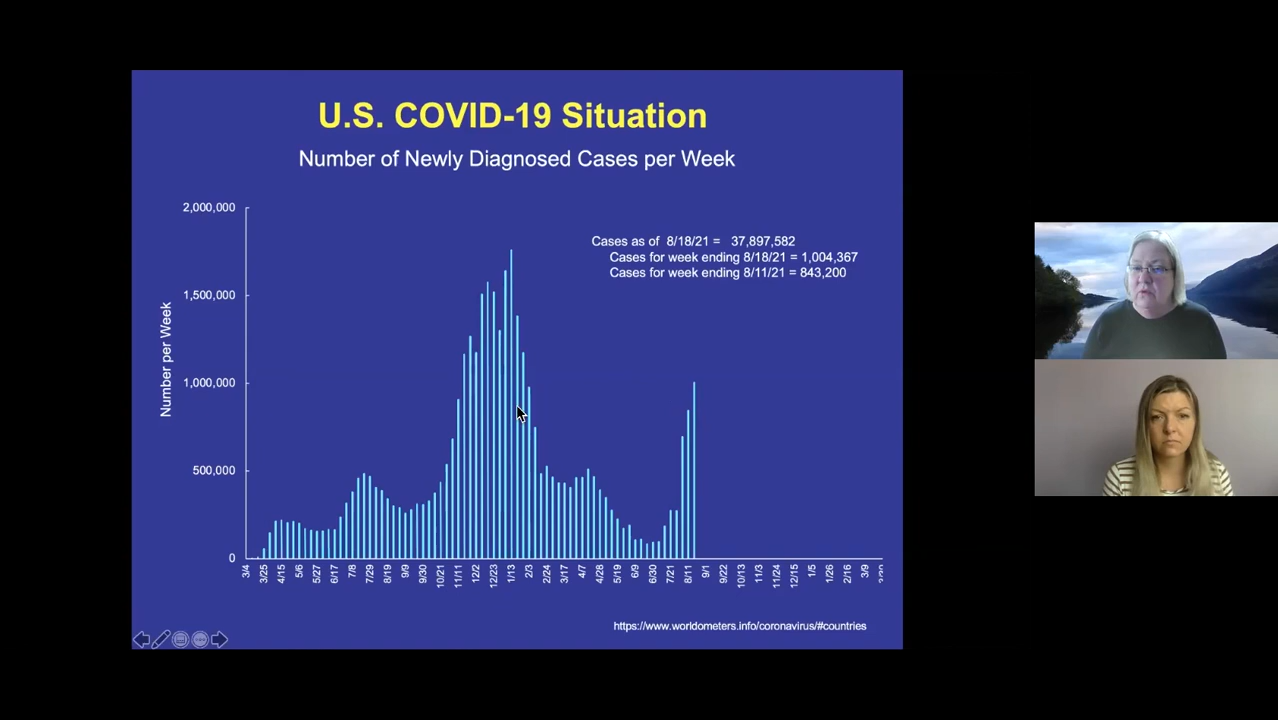 U.S. COVID-19 Situation
Number of Newly Diagnosed Cases per Week
Number per Week
2,000,000
1,500,000
1,000,000
500,000
0
Cases as of 8/18/21 = 37,897,582
Cases for week ending 8/18/21 = 1,004,367
Cases for week ending 8/11/21 = 843,200
3/4 3/25 4/15 5/6 5/27 6/17 7/8 7/29 8/19 9/9 9/30 10/21 11/11 12/22 12/23 1/13 2/3 2/24 3/17 4/7 4/28 5/19 6/9 6/30 7/21 8/11 9/1 9/22 10/13 11/3 11/24 12/15 1/5 1/26 2/16 3/9
https://www.worldometers.info/coronavirus/#countries